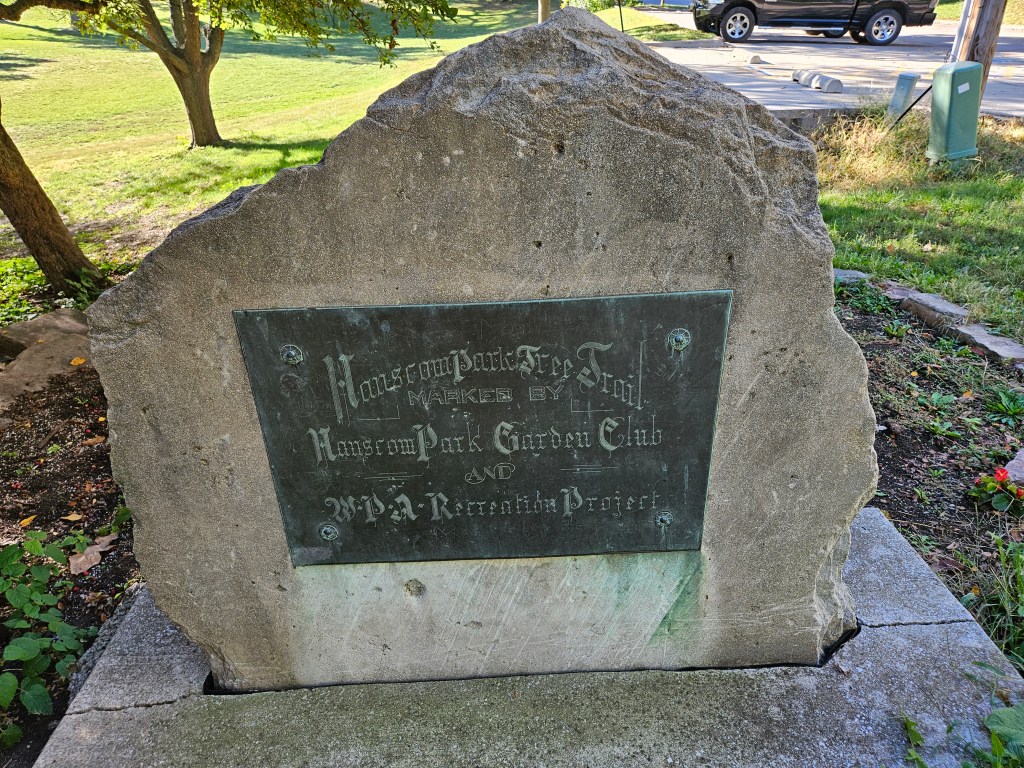 Hanscom Park Tree Trail
MARKED BY
Hanscom Park Garden Club
AND
W·P·A· Recreation Project